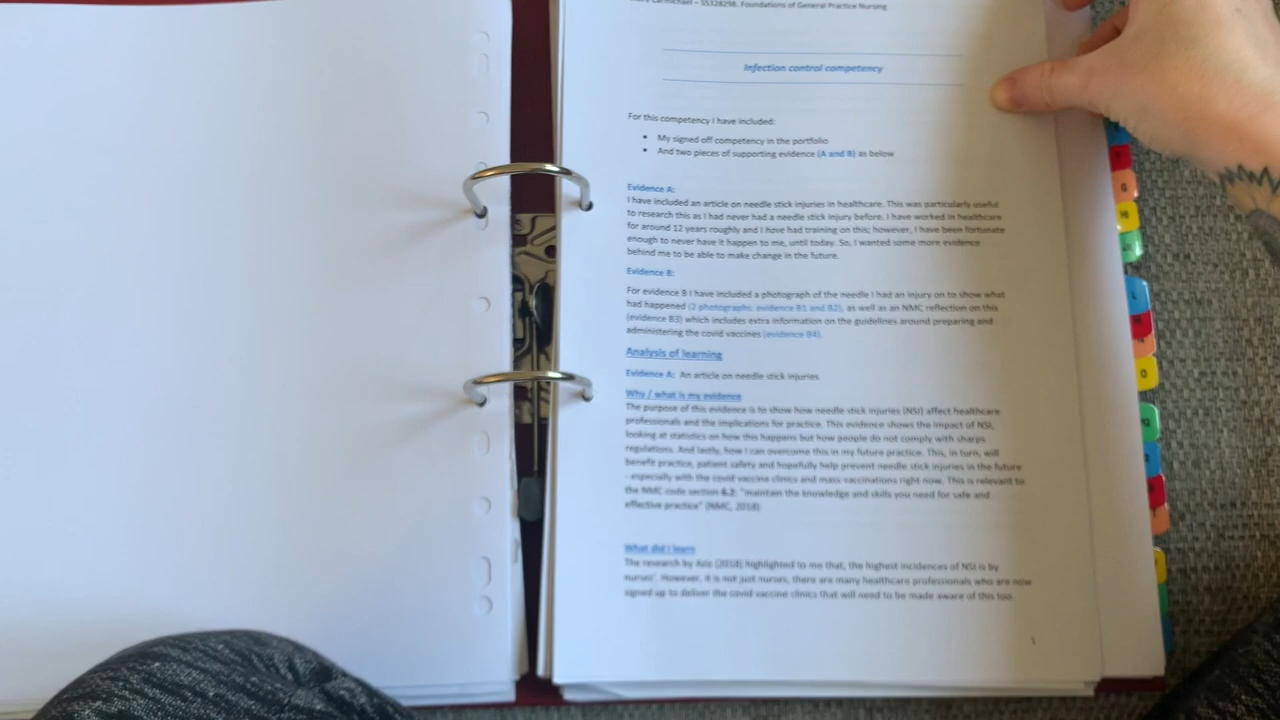 Carmichael – S5328298. Foundations of General Practice Nursing
Infection control competency
For this competency I have included:
• My signed off competency in the portfolio
• And two pieces of supporting evidence (A and B) as below
Evidence A:
I have included an article on needle stick injuries in healthcare. This was particularly useful
to research this as I had never had a needle stick injury before. I have worked in healthcare
for around 12 years roughly and I have had training on this; however, I have been fortunate
enough to never have it happen to me, until today. So, I wanted some more evidence
behind me to be able to make change in the future.
Evidence B:
For evidence B I have included a photograph of the needle I had an injury on to show what
had happened (2 photographs: evidence B1 and B2), as well as an NMC reflection on this
(evidence B3) which includes extra information on the guidelines around preparing and
administering the covid vaccines (evidence B4).
Analysis of learning
Evidence A: An article on needle stick injuries
Why / what is my evidence
The purpose of this evidence is to show how needle stick injuries (NSI) affect healthcare
professionals and the implications for practice. This evidence shows the impact of NSI,
looking at statistics on how this happens but how people do not comply with sharps
regulations. And lastly, how I can overcome this in my future practice. This, in turn, will
benefit practice, patient safety and hopefully help prevent needle stick injuries in the future
- especially with the covid vaccine clinics and mass vaccinations right now. This is relevant to
the NMC code section 6.2: "maintain the knowledge and skills you need for safe and
effective practice" (NMC, 2018)
What did I learn
The research by Aziz (2018) highlighted to me that, the highest incidences of NSI is by
nurses'. However, it is not just nurses, there are many healthcare professionals who are now
signed up to deliver the covid vaccine clinics that will need to be made aware of this too.
1
G
HI
L
O